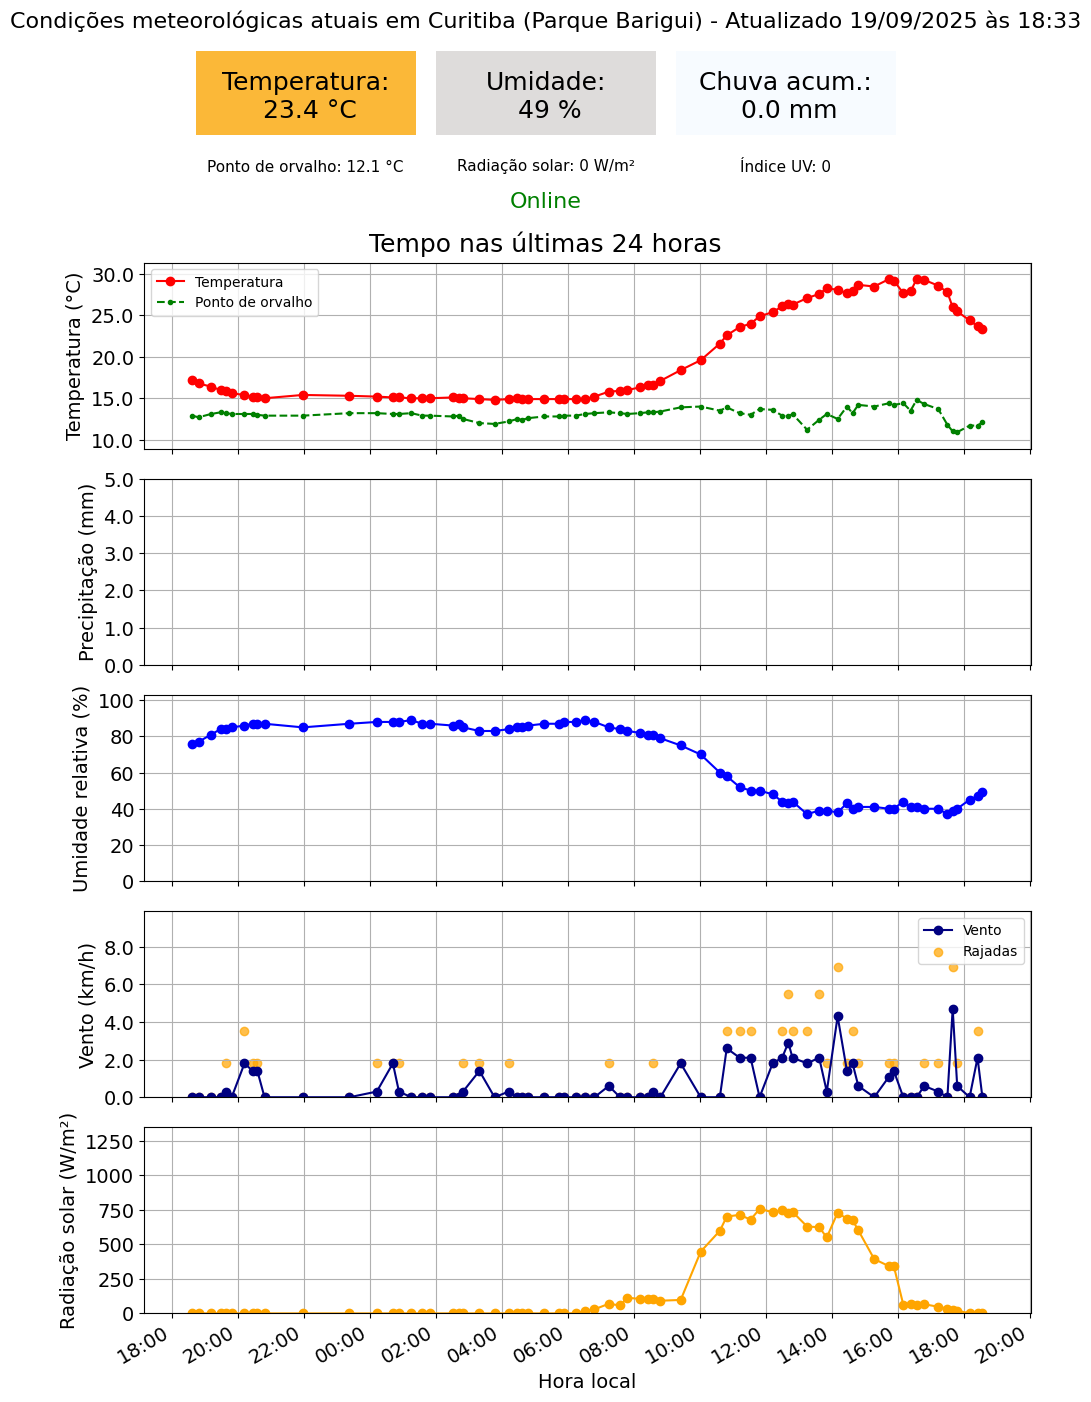 Condições meteorológicas atuais em Curitiba (Parque Barigui) - Atualizado 19/09/2025 às 18:33
Temperatura:
23.4 °C
Umidade:
49 %
Chuva acum.:
0.0 mm
Ponto de orvalho: 12.1 °C
Radiação solar: 0 W/m²
Índice UV: 0
Online
Tempo nas últimas 24 horas
Temperatura (°C)
30.0
25.0
20.0
15.0
10.0
Temperatura
Ponto de orvalho
Precipitação (mm)
5.0
4.0
3.0
2.0
1.0
0.0
Umidade relativa (%)
100
80
60
40
20
0
Vento (km/h)
8.0
6.0
4.0
2.0
0.0
Vento
Rajadas
Radiação solar (W/m²)
1250
1000
750
500
250
0
18:00 20:00 22:00 00:00 02:00 04:00 06:00 08:00 10:00 12:00 14:00 16:00 18:00 20:00
Hora local